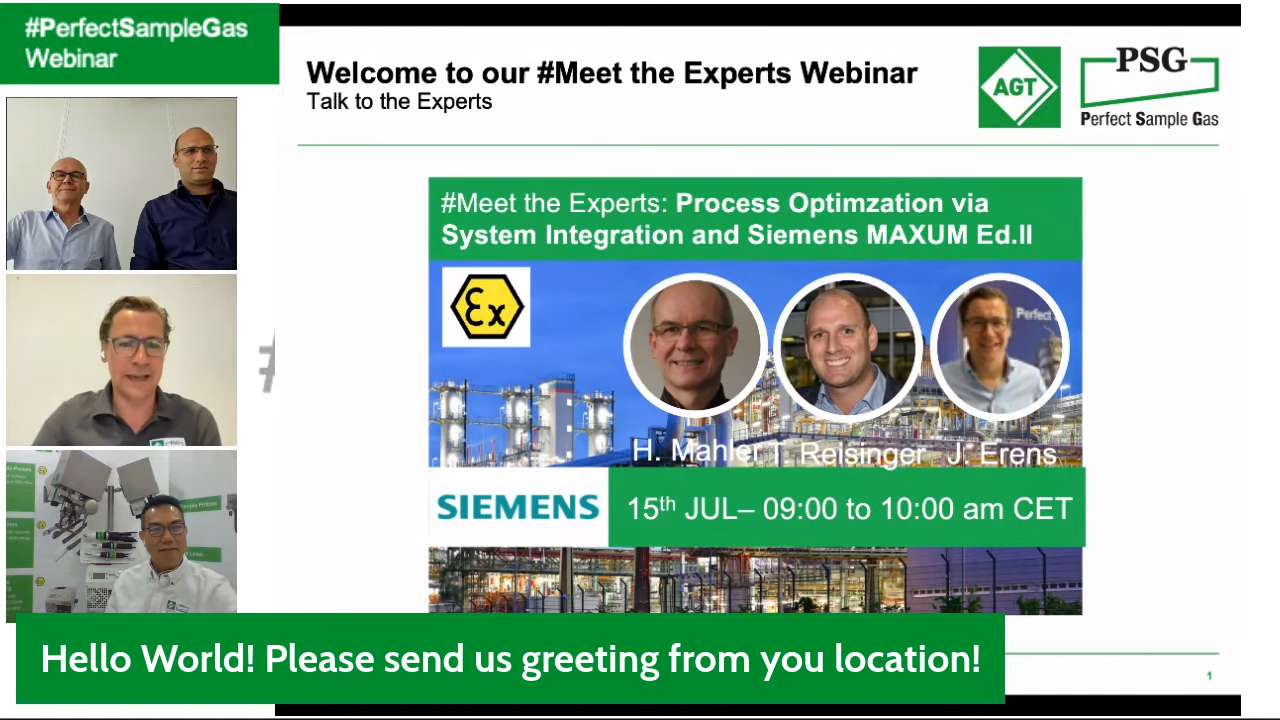 #PerfectSampleGas
Webinar
Welcome to our #Meet the Experts Webinar
Talk to the Experts
AGT
PSG
Perfect Sample Gas
#Meet the Experts: Process Optimzation via
System Integration and Siemens MAXUM Ed.II
Ex
Perfect
H. Mahler T. Reisinger J. Erens
SIEMENS
15th JUL– 09:00 to 10:00 am CET
#
Hello World! Please send us greeting from you location!
1